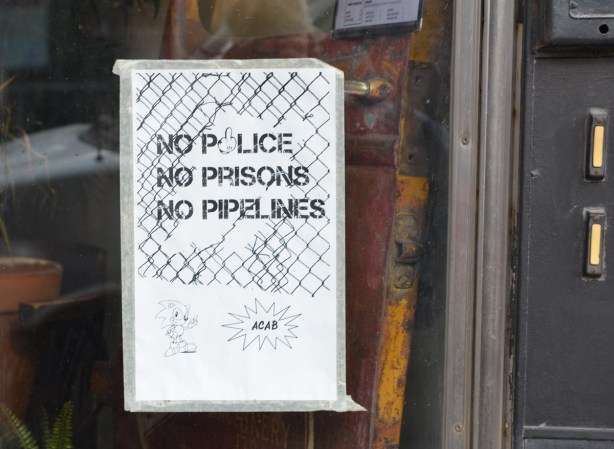 NO POLICE
NO PRISONS
NO PIPELINES
ACAB